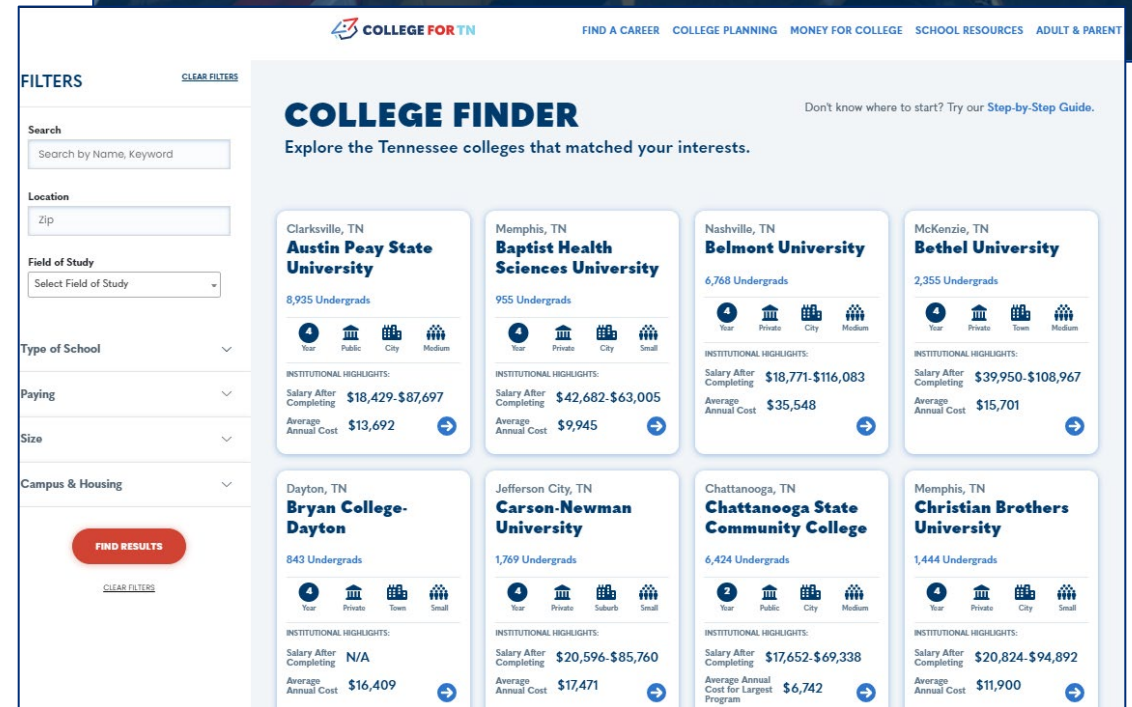 COLLEGE FOR TN
FIND A CAREER COLLEGE PLANNING MONEY FOR COLLEGE SCHOOL RESOURCES ADULT & PARENT
FILTERS
CLEAR FILTERS
Search
Search by Name, Keyword
Location
Zip
Field of Study
Select Field of Study
Type of School
Paying
Size
Campus & Housing
FIND RESULTS
CLEAR FILTERS
COLLEGE FINDER
Don't know where to start? Try our Step-by-Step Guide.
Explore the Tennessee colleges that matched your interests.
Clarksville, TN
Austin Peay State
University
8,935 Undergrads
4
Year Public City Medium
INSTITUTIONAL HIGHLIGHTS:
Salary After
Completing $18,429-$87,697
Average
Annual Cost $13,692
Memphis, TN
Baptist Health
Sciences University
955 Undergrads
4
Year Private City Small
INSTITUTIONAL HIGHLIGHTS:
Salary After
Completing $42,682-$63,005
Average
Annual Cost $9,945
Nashville, TN
Belmont University
6,768 Undergrads
4
Year Private City Medium
INSTITUTIONAL HIGHLIGHTS:
Salary After
Completing $18,771-$116,083
Average
Annual Cost $35,548
McKenzie, TN
Bethel University
2,355 Undergrads
4
Year Private Town Medium
INSTITUTIONAL HIGHLIGHTS:
Salary After
Completing $39,950-$108,967
Average
Annual Cost $15,701
Dayton, TN
Bryan College-
Dayton
843 Undergrads
4
Year Private Town Small
INSTITUTIONAL HIGHLIGHTS:
Salary After
Completing N/A
Average
Annual Cost $16,409
Jefferson City, TN
Carson-Newman
University
1,769 Undergrads
4
Year Private Suburb Small
INSTITUTIONAL HIGHLIGHTS:
Salary After
Completing $20,596-$85,760
Average
Annual Cost $17,471
Chattanooga, TN
Chattanooga State
Community College
6,424 Undergrads
2
Year Public City Medium
INSTITUTIONAL HIGHLIGHTS:
Salary After
Completing $17,652-$69,338
Average Annual
Cost for Largest $6,742
Program
Memphis, TN
Christian Brothers
University
1,444 Undergrads
4
Year Private City Small
INSTITUTIONAL HIGHLIGHTS:
Salary After
Completing $20,824-$94,892
Average
Annual Cost $11,900